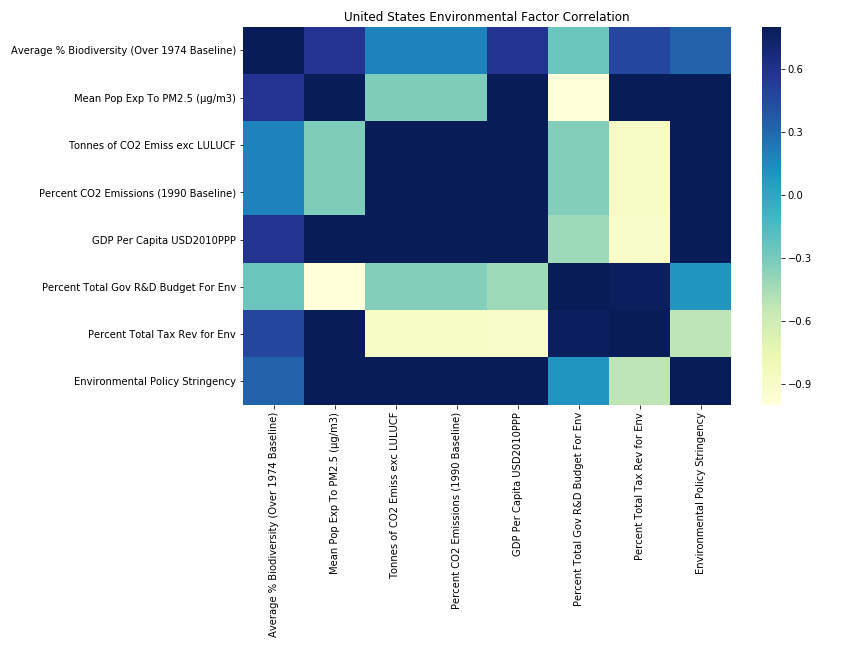 United States Environmental Factor Correlation
Average % Biodiversity (Over 1974 Baseline)
Mean Pop Exp To PM2.5 (µg/m3)
Tonnes of CO2 Emiss exc LULUCF
Percent CO2 Emissions (1990 Baseline)
GDP Per Capita USD2010PPP
Percent Total Gov R&D Budget For Env
Percent Total Tax Rev for Env
Environmental Policy Stringency
Average % Biodiversity (Over 1974 Baseline)
Mean Pop Exp To PM2.5 (µg/m3)
Tonnes of CO2 Emiss exc LULUCF
Percent CO2 Emissions (1990 Baseline)
GDP Per Capita USD2010PPP
Percent Total Gov R&D Budget For Env
Percent Total Tax Rev for Env
Environmental Policy Stringency
0.6
0.3
0.0
−0.3
−0.6
−0.9